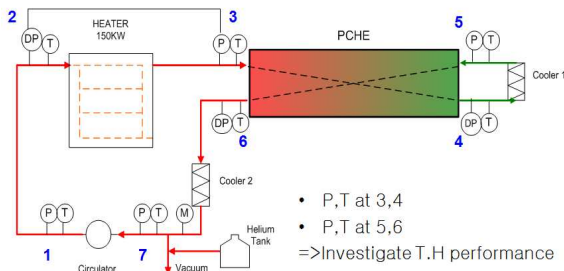 2
3
HEATER
150KW
PCHE
5
DP T
P T
P T
Cooler 1
DP T
6
DP T
4
Cooler 2
• P,T at 3,4
• P,T at 5,6
=>Investigate T.H performance
P T
P T
M
Helium
Tank
1
7
Circulator
Vacuum